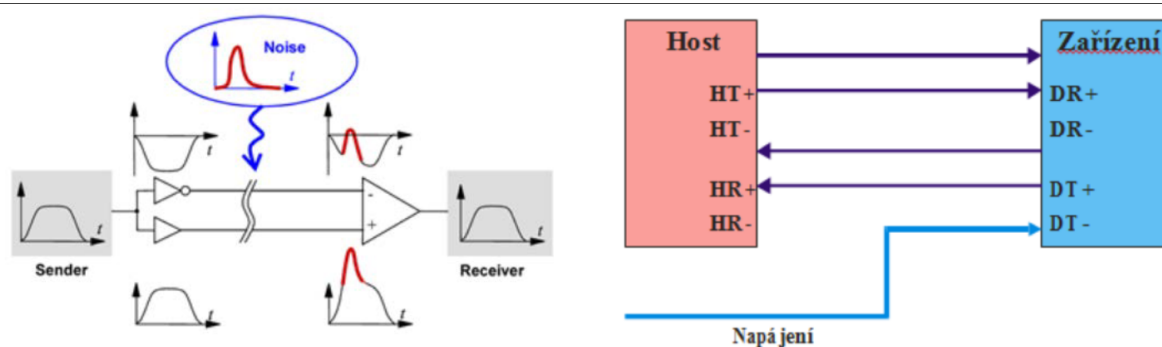 Noise
t
t
t
-
+
t
t
Sender
Receiver
t
t
Host
Zařízení
HT+
DR+
HT-
DR-
HR+
DT+
HR-
DT-
Napájení